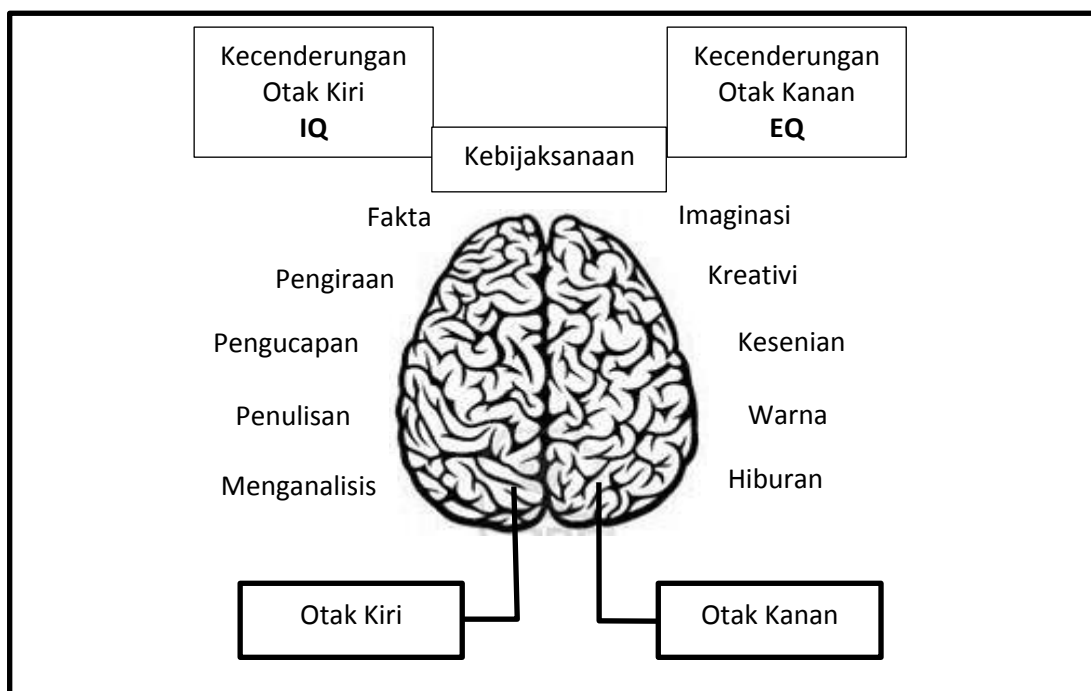 Kecenderungan
Otak Kiri
IQ
Kecenderungan
Otak Kanan
EQ
Kebijaksanaan
Fakta
Imaginasi
Pengiraan
Kreativi
Pengucapan
Kesenian
Penulisan
Warna
Menganalisis
Hiburan
Otak Kiri
Otak Kanan